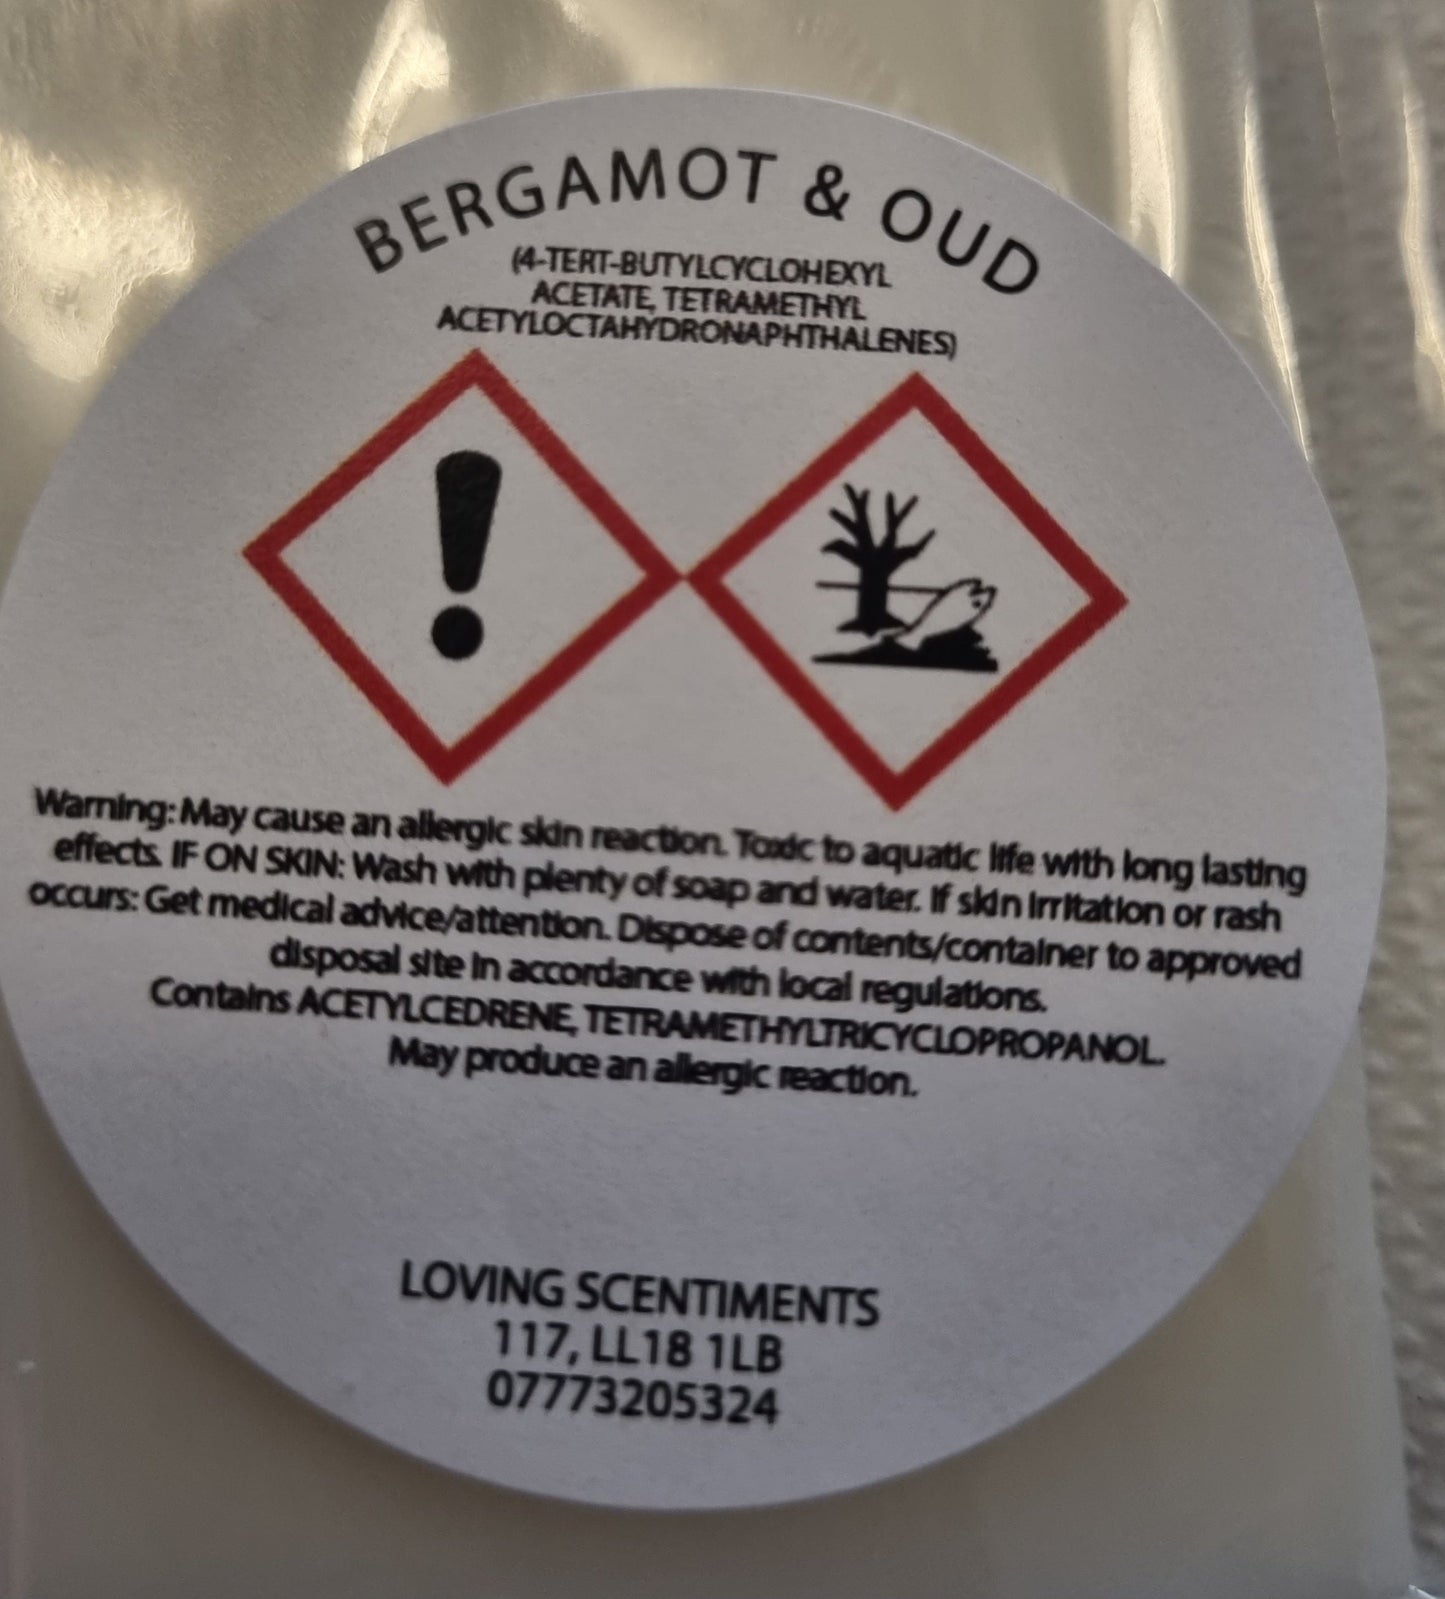 BERGAMOT & OUD
(4-TERT-BUTYLCYCLOHEXYL
ACETATE, TETRAMETHYL
ACETYLOCTAHYDRONAPHTHALENES)
Warning: May cause an allergic skin reaction. Toxic to aquatic life with long lasting
effects. IF ON SKIN: Wash with plenty of soap and water. If skin irritation or rash
occurs: Get medical advice/attention. Dispose of contents/container to approved
disposal site in accordance with local regulations.
Contains ACETYLCEDRENE, TETRAMETHYLTRICYCLOPROPANOL.
May produce an allergic reaction.
LOVING SCENTIMENTS
117, LL18 1LB
07773205324